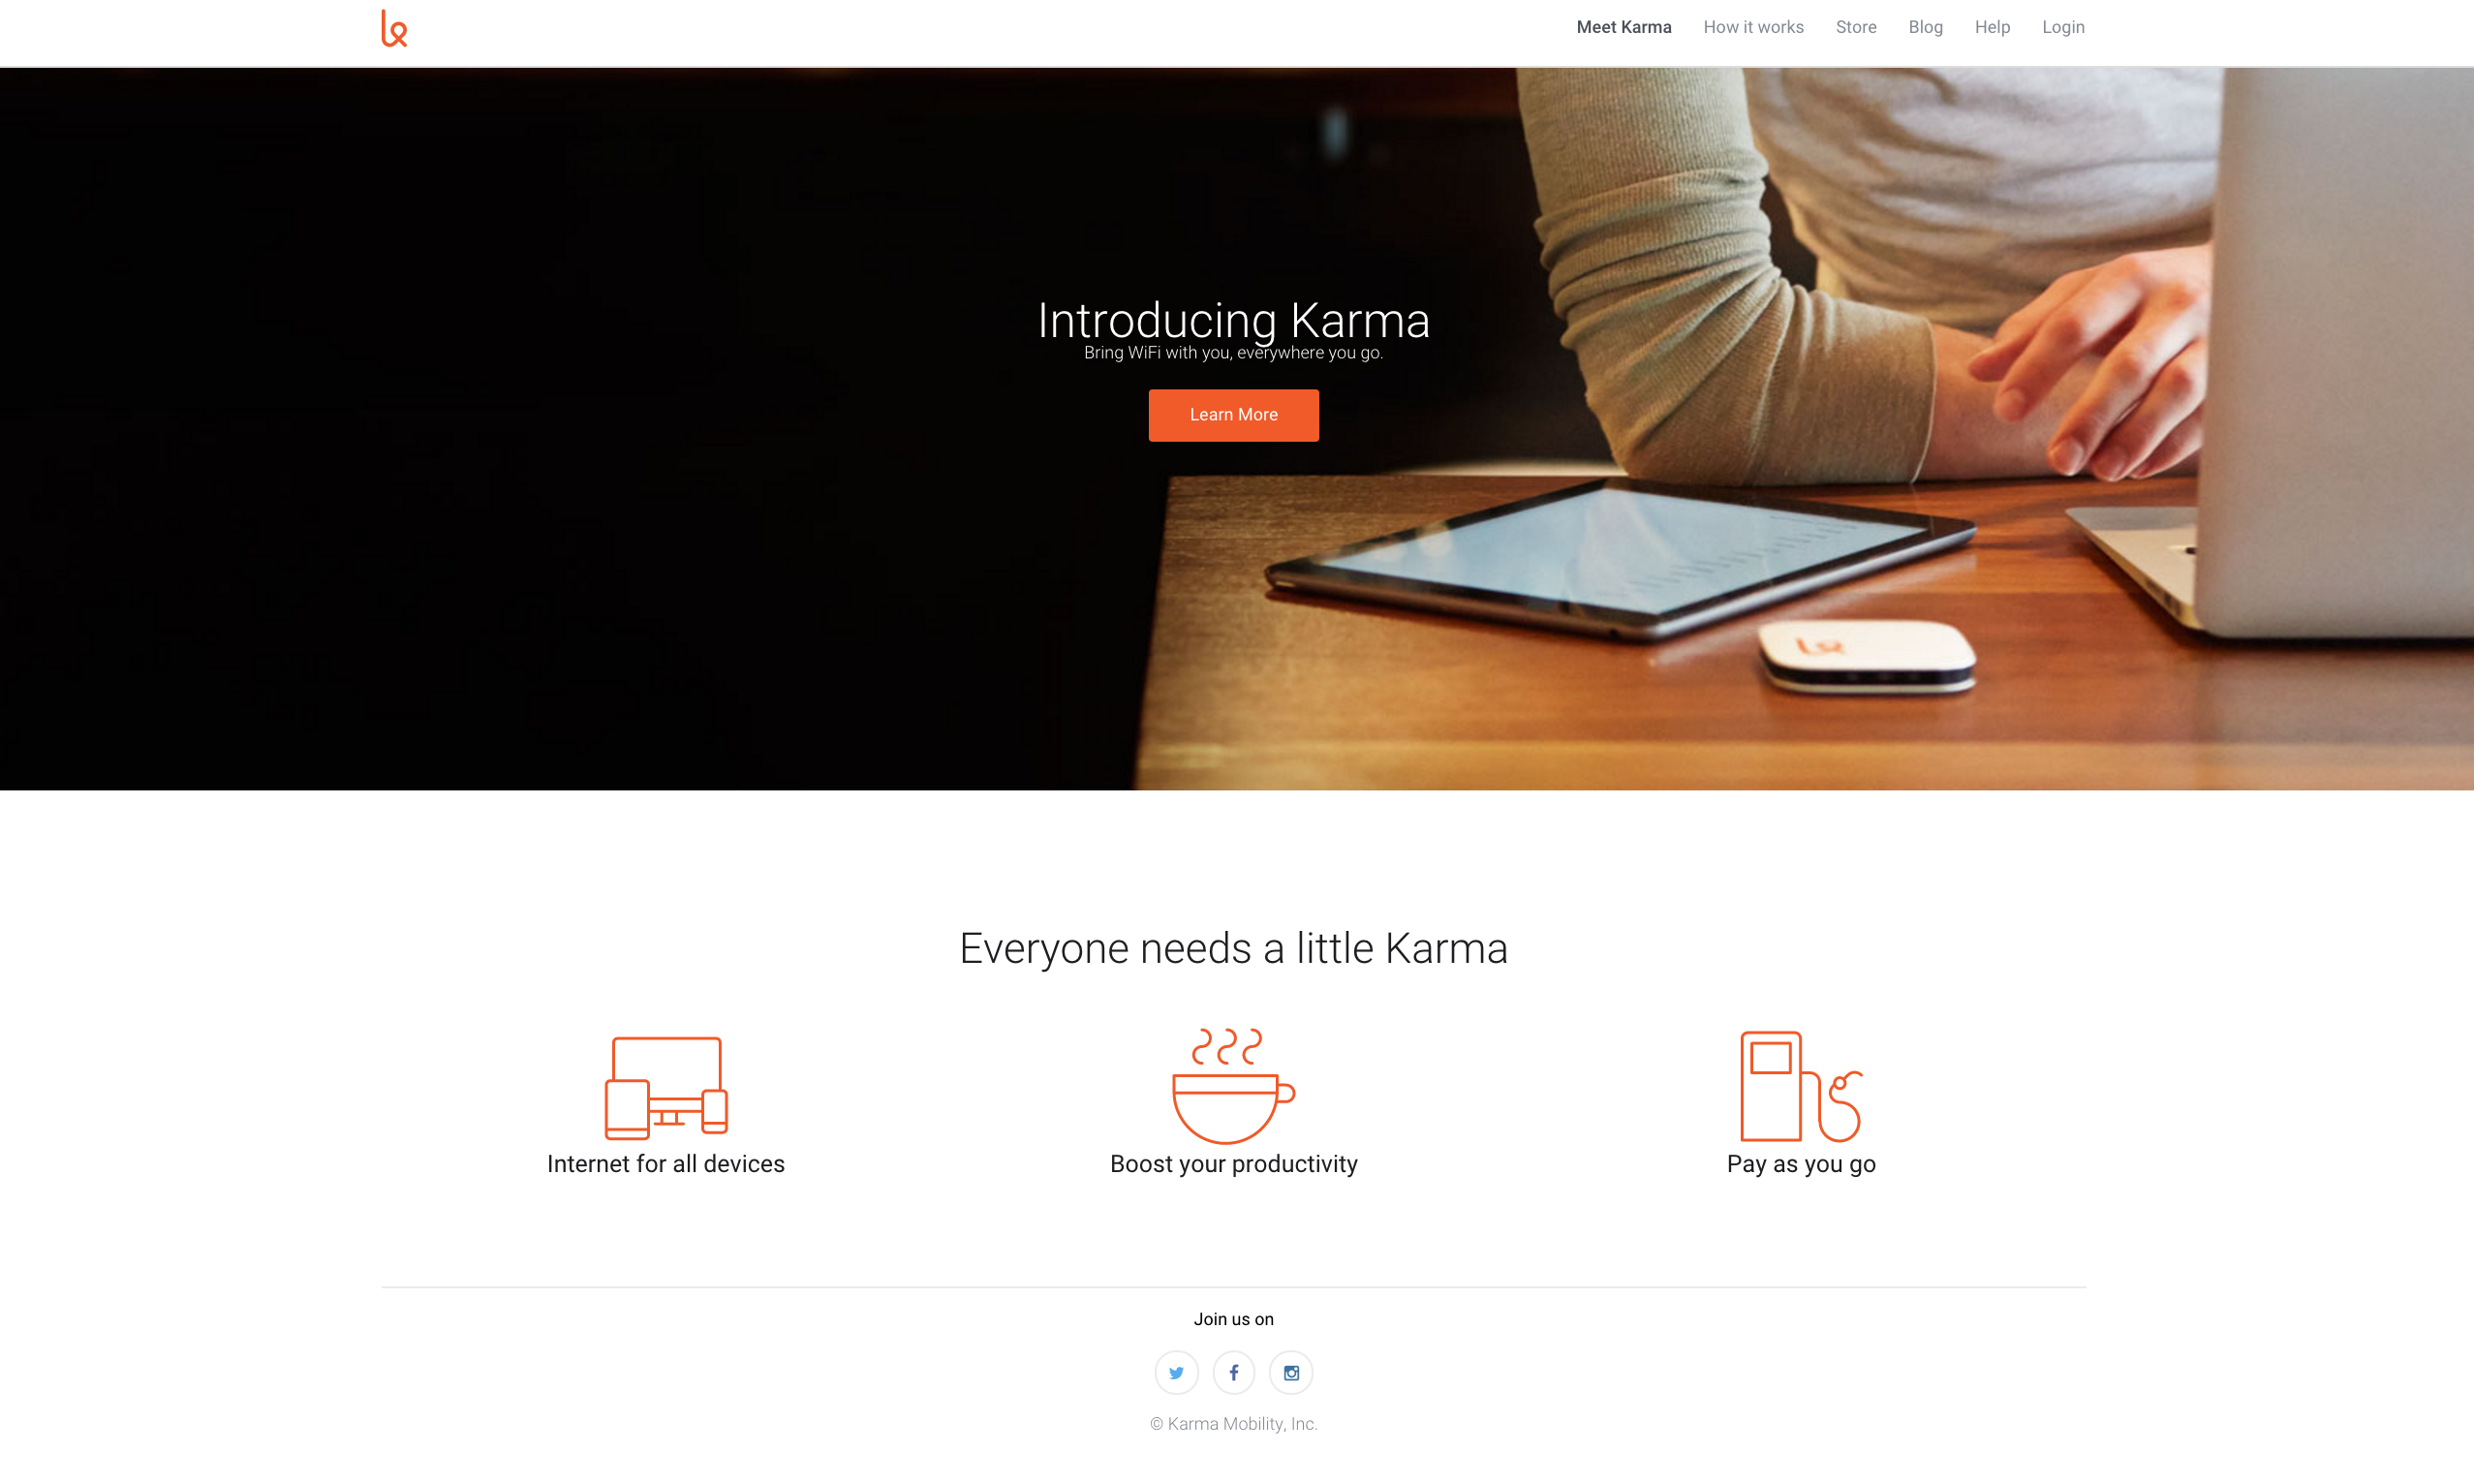 Meet Karma How it works Store Blog Help Login
Introducing Karma
Bring WiFi with you, everywhere you go.
Learn More
Everyone needs a little Karma
Internet for all devices
Boost your productivity
Pay as you go
Join us on
© Karma Mobility, Inc.